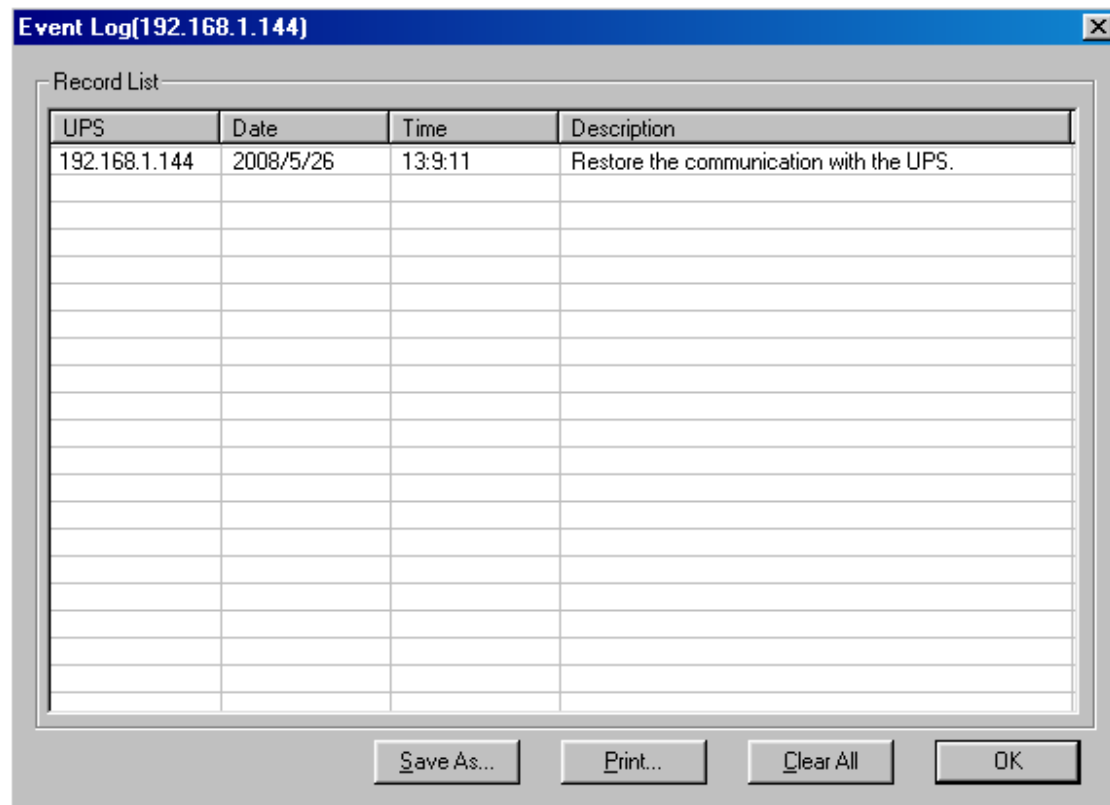 Event Log(192.168.1.144)
Record List
UPS Date Time Description
192.168.1.144 2008/5/26 13:9:11 Restore the communication with the UPS.
Save As... Print... Clear All OK